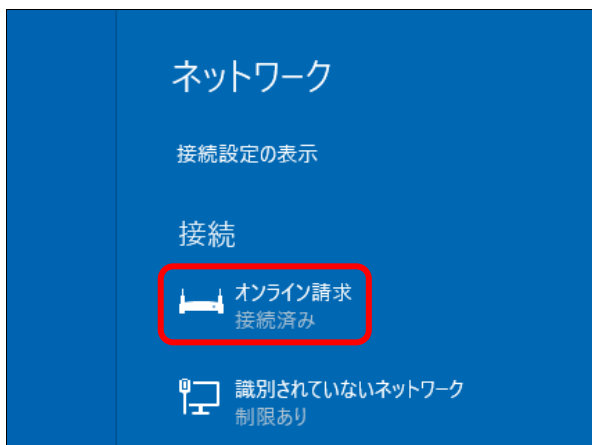 ネットワーク
接続設定の表示
接続
オンライン請求
接続済み
識別されていないネットワーク
制限あり